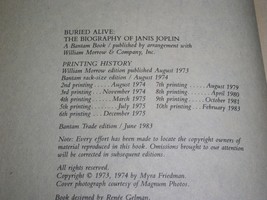 BURIED ALIVE:
THE BIOGRAPHY OF JANIS JOPLIN
A Bantam Book / published by arrangement with
William Morrow & Company, Inc.
PRINTING HISTORY
William Morrow edition published August 1973
Bantam rack-size edition / August 1974
2nd printing . . . . . August 1974 7th printing . . . . August 1979
3rd printing . . November 1974 8th printing . . . . . April 1980
4th printing . . . . . March 1975 9th printing . . . October 1981
5th printing . . . . . . July 1975 10th printing . . February 1983
6th printing . . December 1975
Bantam Trade edition / June 1983
Note: Every effort has been made to locate the copyright owners of
material reproduced in this book. Omissions brought to our attention
will be corrected in subsequent editions.
All rights reserved.
Copyright © 1973, 1974 by Myra Friedman.
Cover photograph courtesy of Magnum Photos.
Book designed by Renée Gelman.